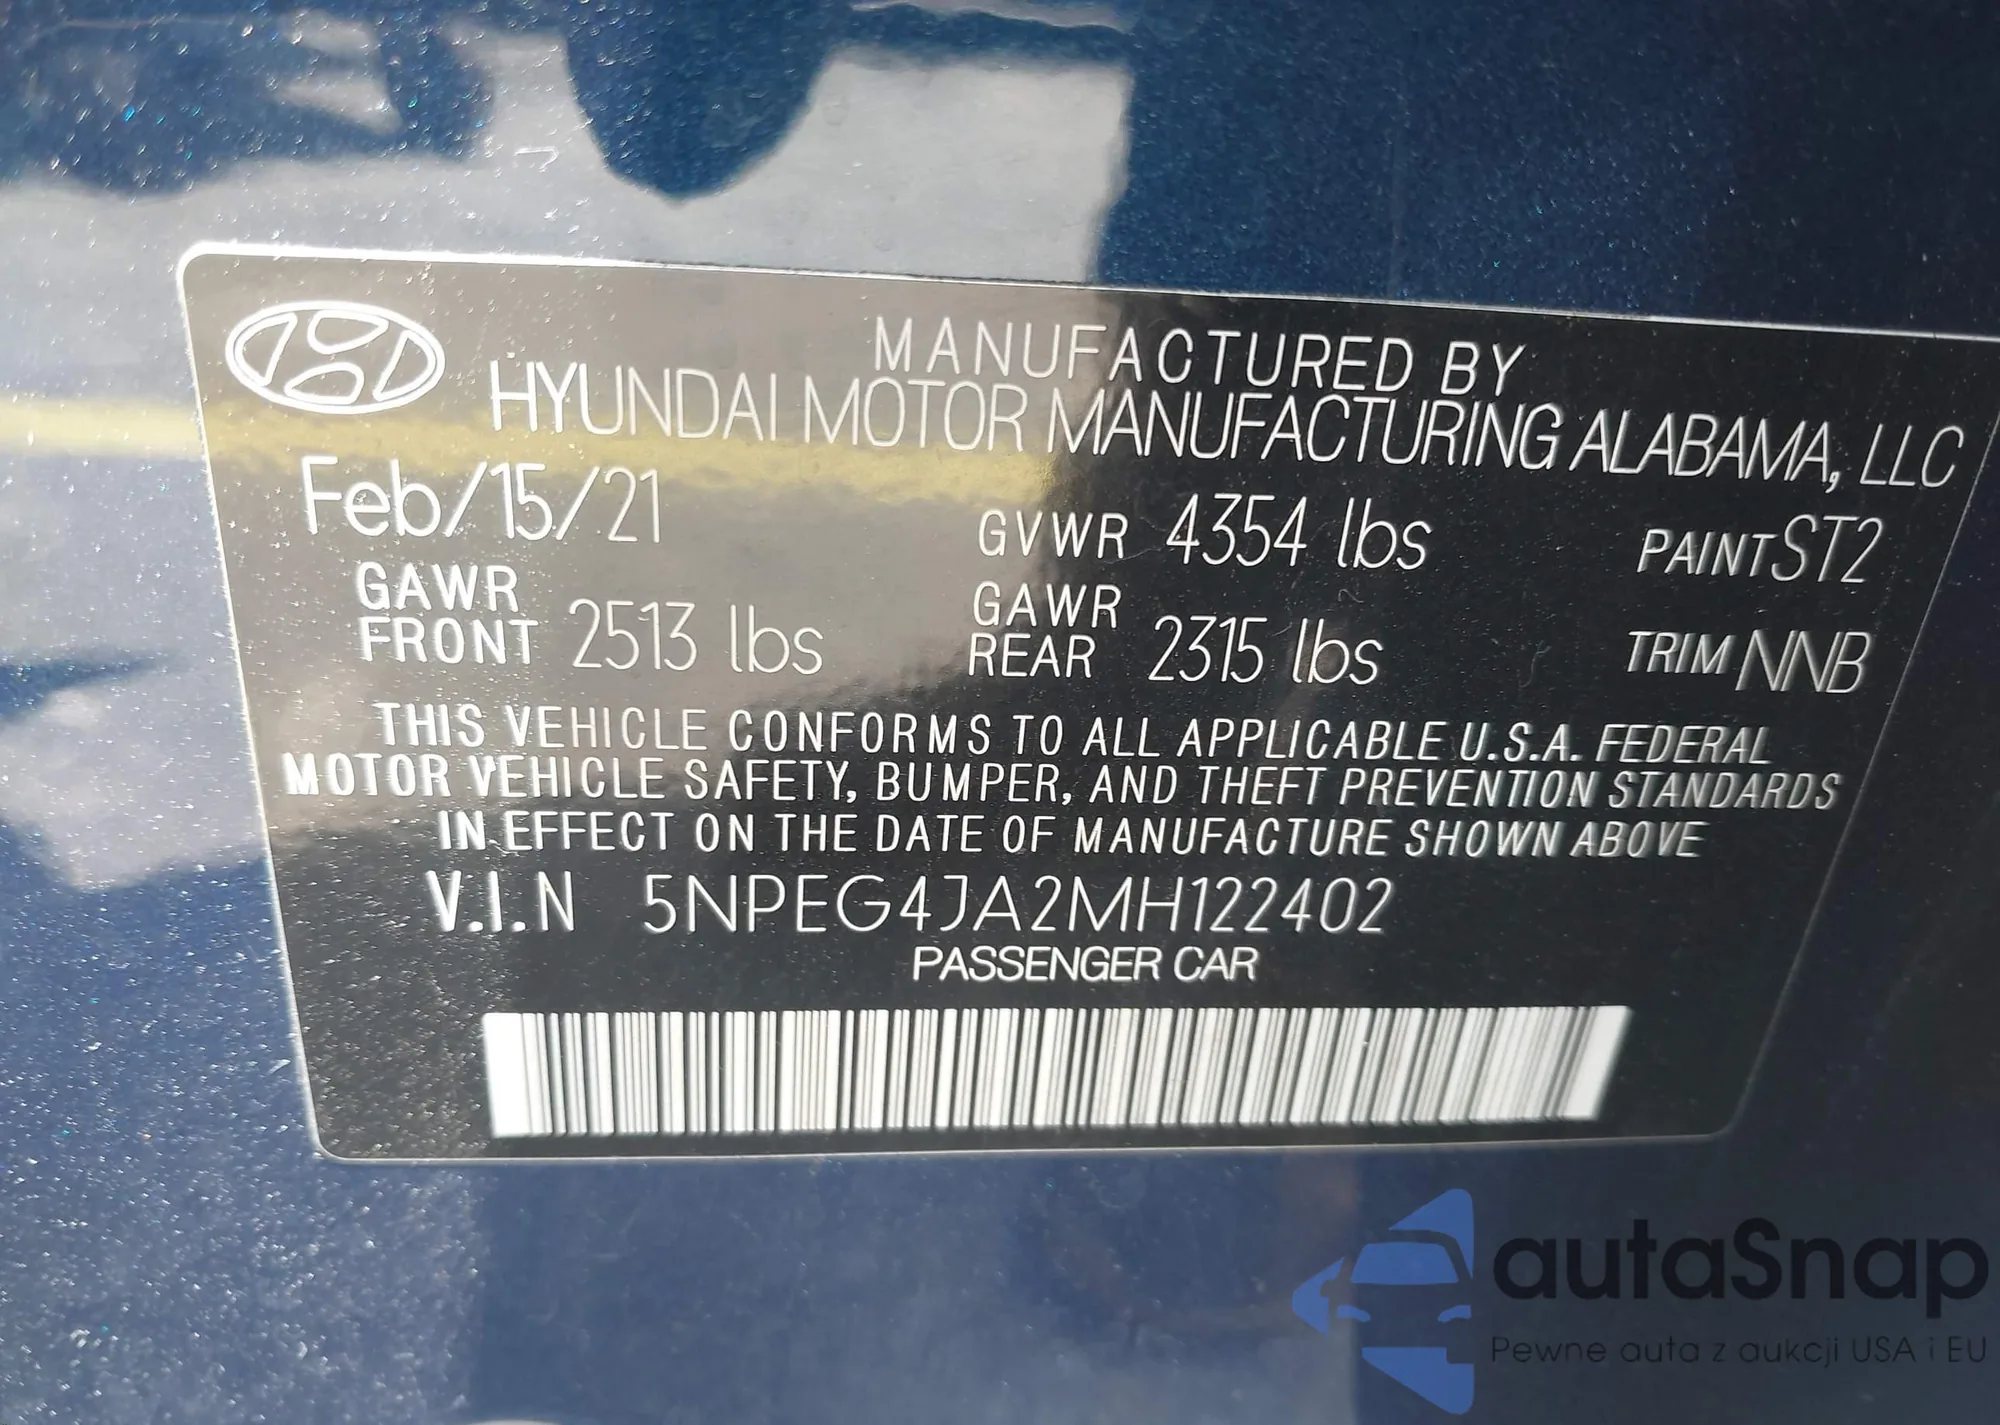 MANUFACTURED BY
HYUNDAI MOTOR MANUFACTURING ALABAMA, LLC
Feb/15/21 GVWR 4354 lbs PAINT ST2
GAWR FRONT 2513 lbs GAWR REAR 2315 lbs TRIM NNB
THIS VEHICLE CONFORMS TO ALL APPLICABLE U.S.A. FEDERAL
MOTOR VEHICLE SAFETY, BUMPER, AND THEFT PREVENTION STANDARDS
IN EFFECT ON THE DATE OF MANUFACTURE SHOWN ABOVE
V.I.N 5NPEG4JA2MH122402
PASSENGER CAR
autaSnap
Pewne auta z aukcji USA i EU